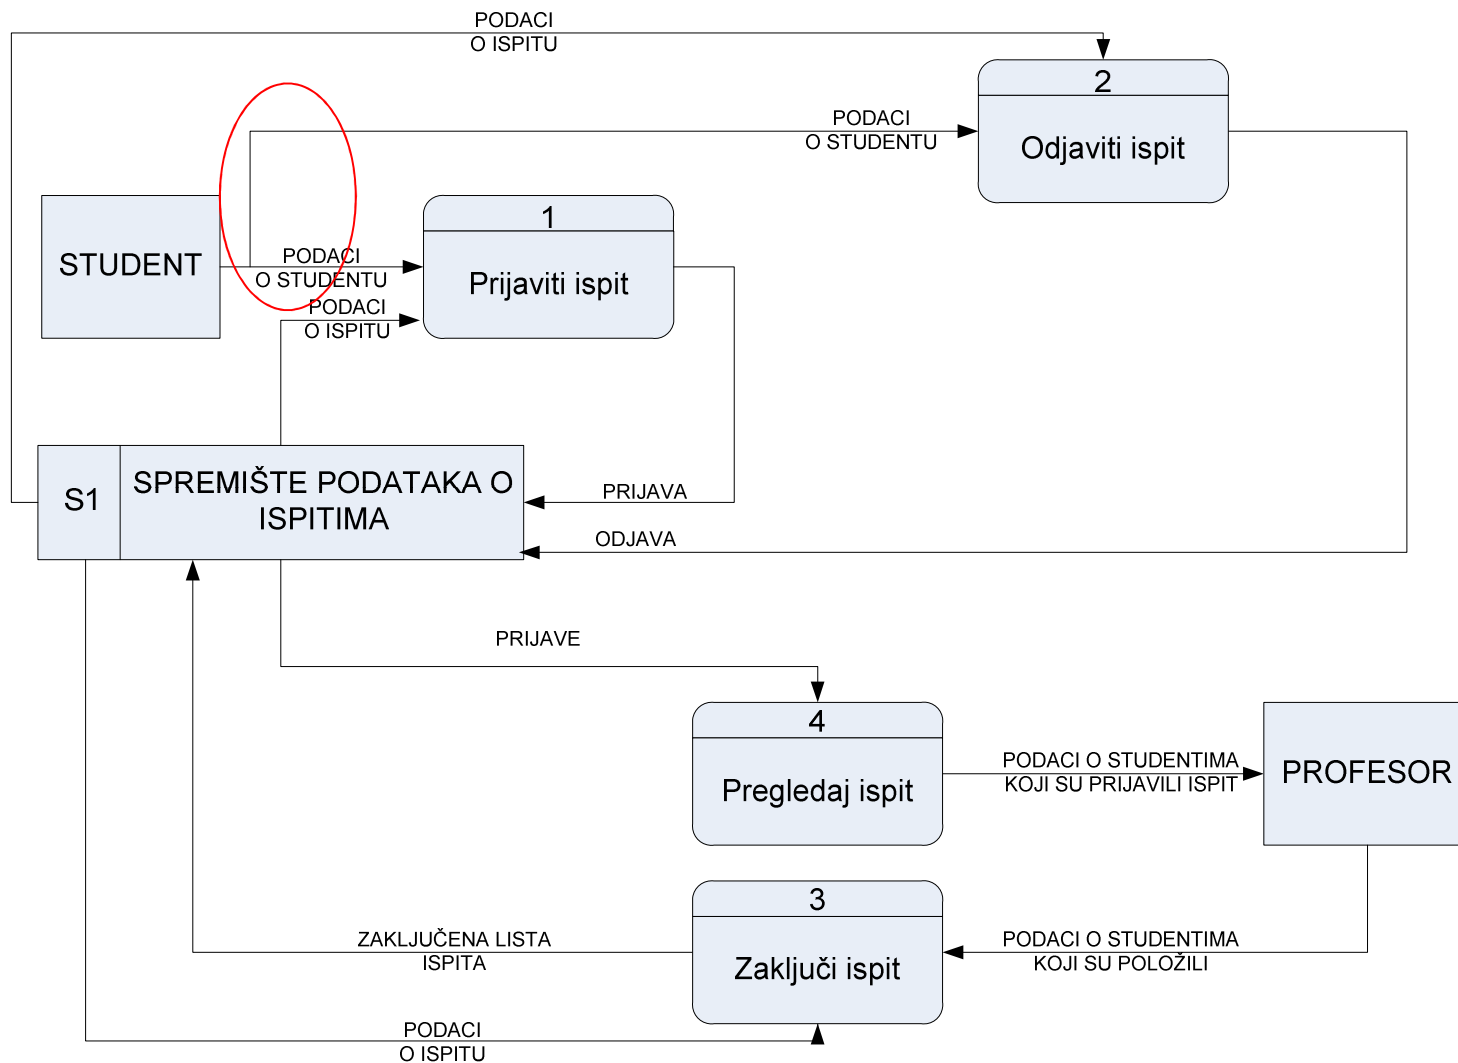 PODACI
O ISPITU
2
Odjaviti ispit
PODACI
O STUDENTU
STUDENT
PODACI
O STUDENTU
1
Prijaviti ispit
PODACI
O ISPITU
S1
SPREMIŠTE PODATAKA O
ISPITIMA
PRIJAVA
ODJAVA
PRIJAVE
4
Pregledaj ispit
PODACI O STUDENTIMA
KOJI SU PRIJAVILI ISPIT
PROFESOR
3
Zaključi ispit
ZAKLJUČENA LISTA
ISPITA
PODACI O STUDENTIMA
KOJI SU POLOŽILI
PODACI
O ISPITU